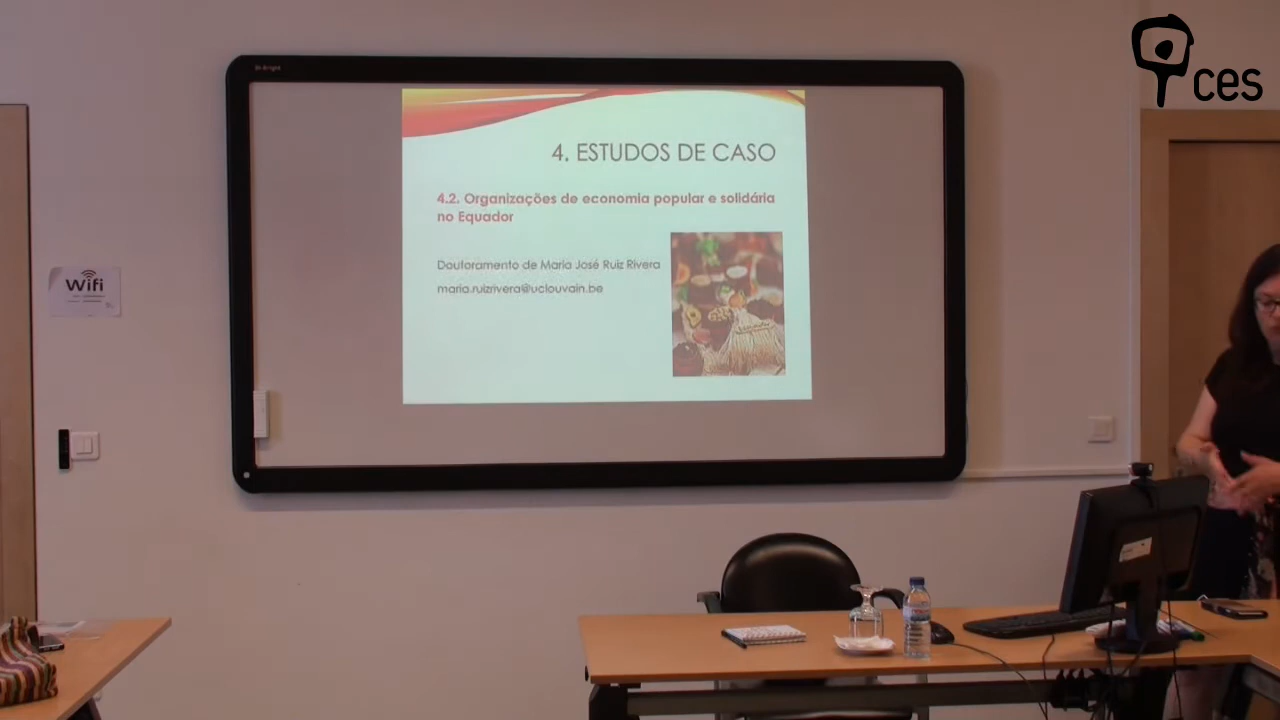 ces
4. ESTUDOS DE CASO
4.2. Organizações de economia popular e solidária
no Equador
Doutoramento de Maria José Ruiz Rivera
maria.ruizrivera@uclouvain.be
Wifi